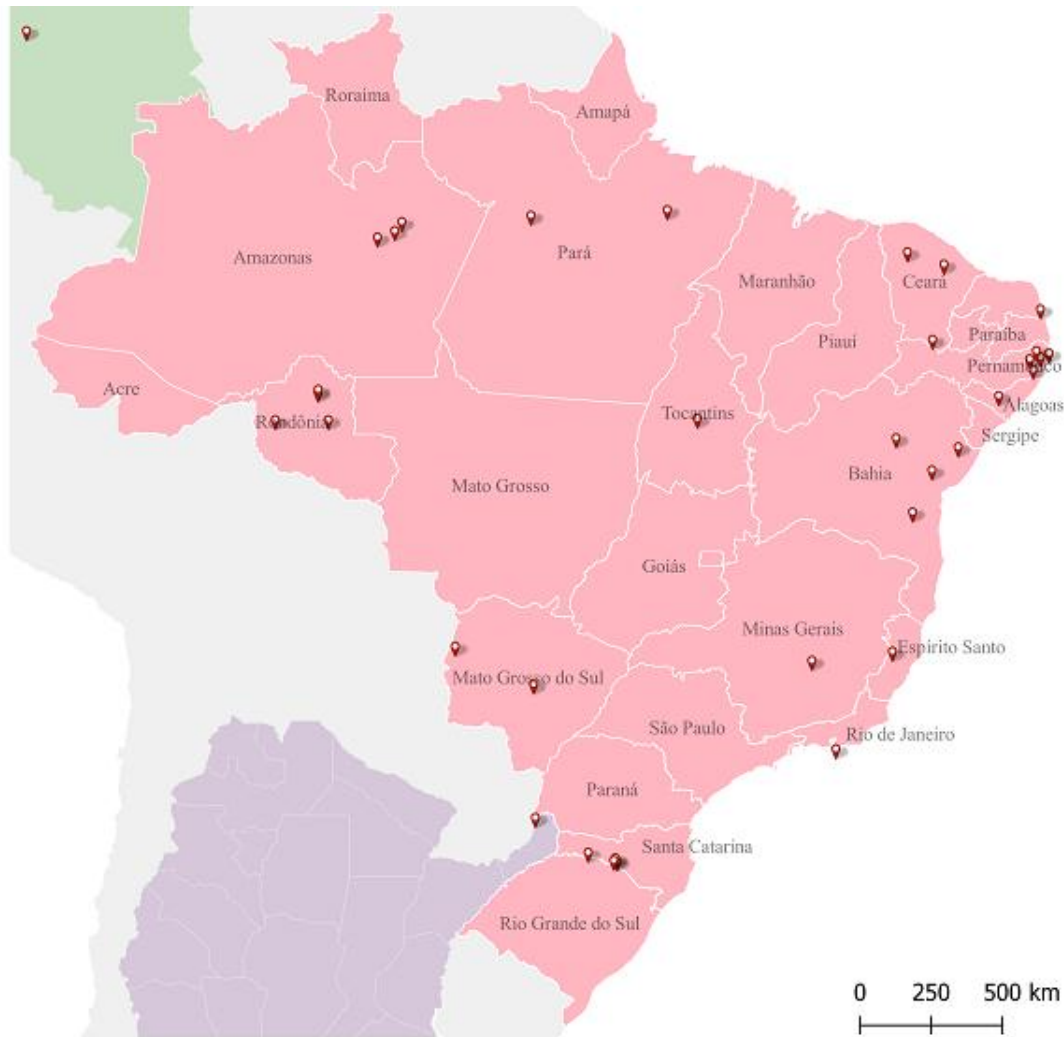 Roraima
Amapá
Amazonas
Pará
Maranhão
Ceará
Piauí
Paraíba
Pernambuco
Acre
Rondônia
Tocantins
Alagoas
Sergipe
Bahia
Mato Grosso
Goiás
Minas Gerais
Espírito Santo
Mato Grosso do Sul
São Paulo
Rio de Janeiro
Paraná
Santa Catarina
Rio Grande do Sul
0 250 500 km